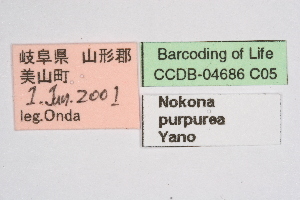 岐阜県 山形郡
美山町
1. Jun. 2001
leg.Onda
Barcoding of Life
CCDB-04686 C05
Nokona
purpurea
Yano